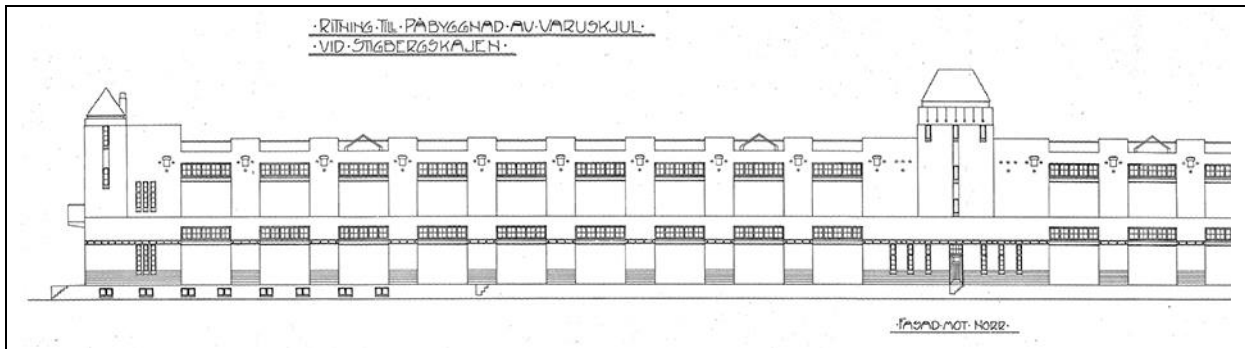 ·RITNING·TILL·PÅBYGGNAD·AV·VARUSKJUL·
·VID·STIGBERGSKAJEN·
·FASAD·MOT·NORR·